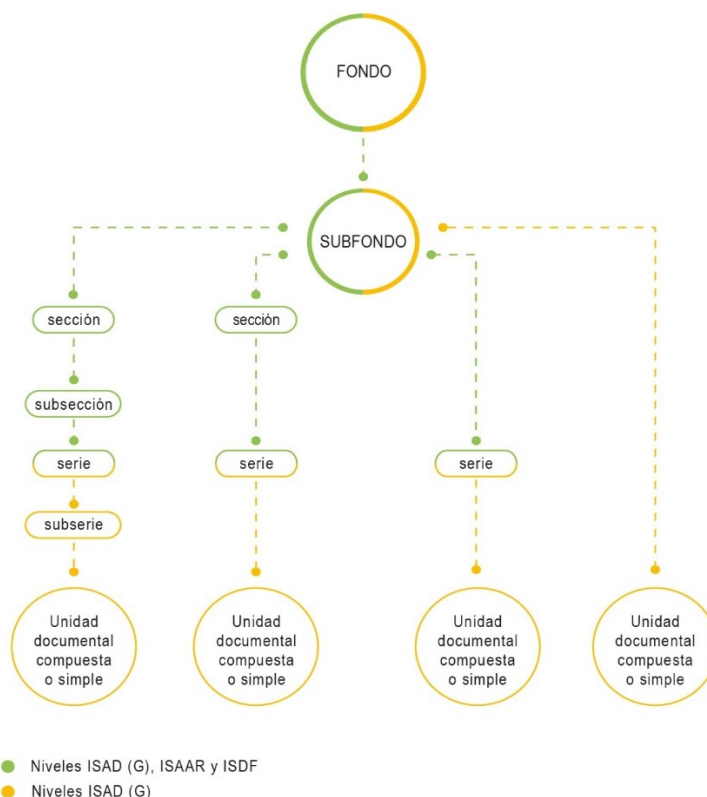 FONDO
SUBFONDO
sección
sección
subsección
serie
serie
serie
subserie
Unidad
documental
compuesta
o simple
Unidad
documental
compuesta
o simple
Unidad
documental
compuesta
o simple
Unidad
documental
compuesta
o simple
Niveles ISAD (G), ISAAR y ISDF
Niveles ISAD (G)